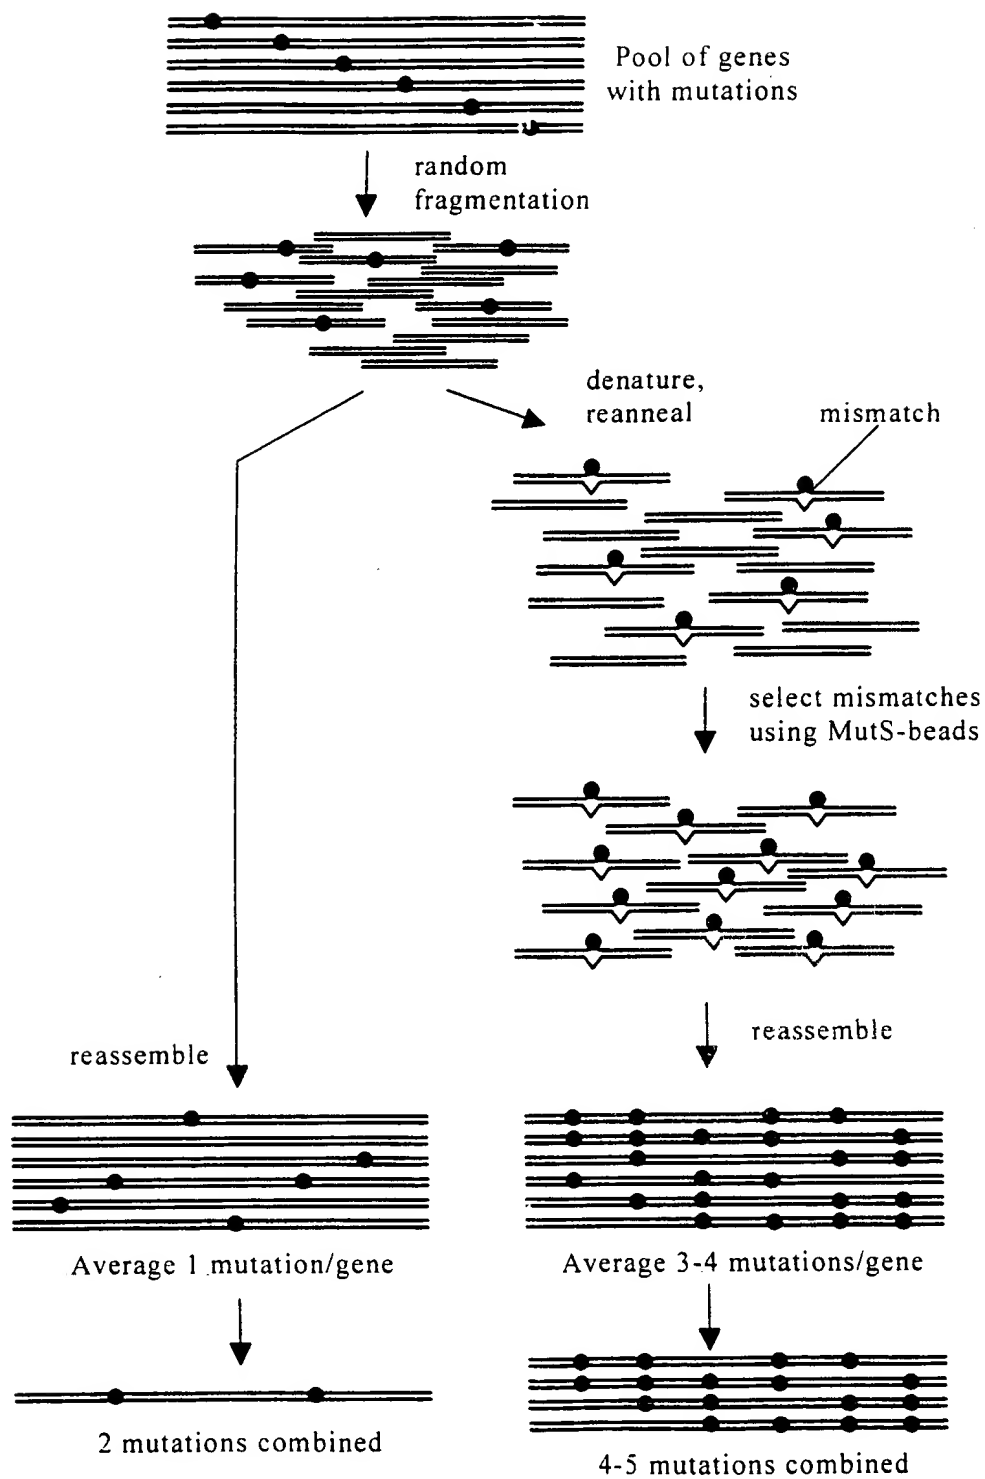 Pool of genes
with mutations
random
fragmentation
denature,
reanneal
mismatch
select mismatches
using MutS-beads
reassemble
reassemble
Average 1 mutation/gene
Average 3-4 mutations/gene
2 mutations combined
4-5 mutations combined